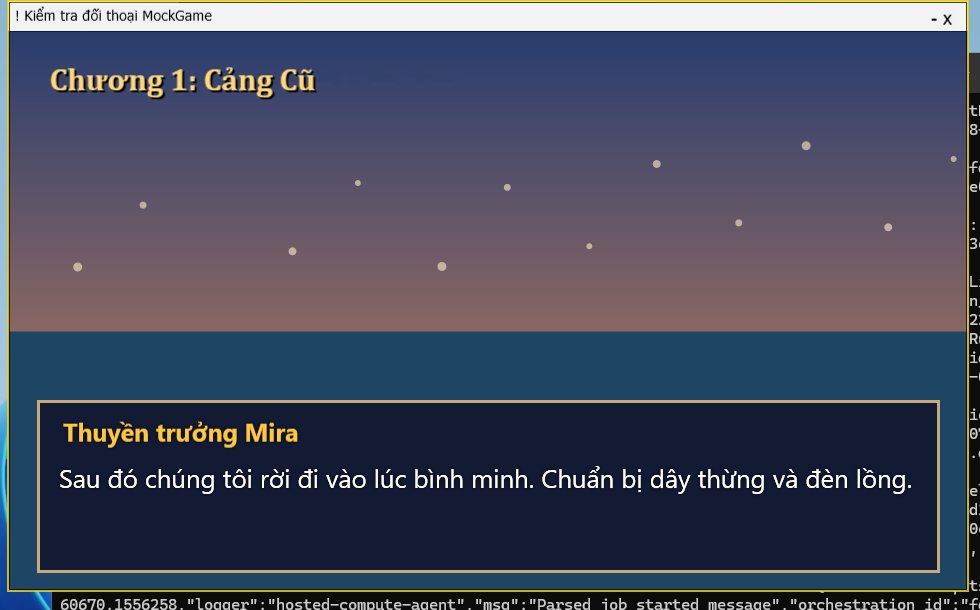 ! Kiểm tra đối thoại MockGame - x
Chương 1: Cảng Cũ
Thuyền trưởng Mira
Sau đó chúng tôi rời đi vào lúc bình minh. Chuẩn bị dây thừng và đèn lồng.
60670.1556258,"logger":"hosted-compute-agent","msg":"Parsed job started message","orchestration_id":"f